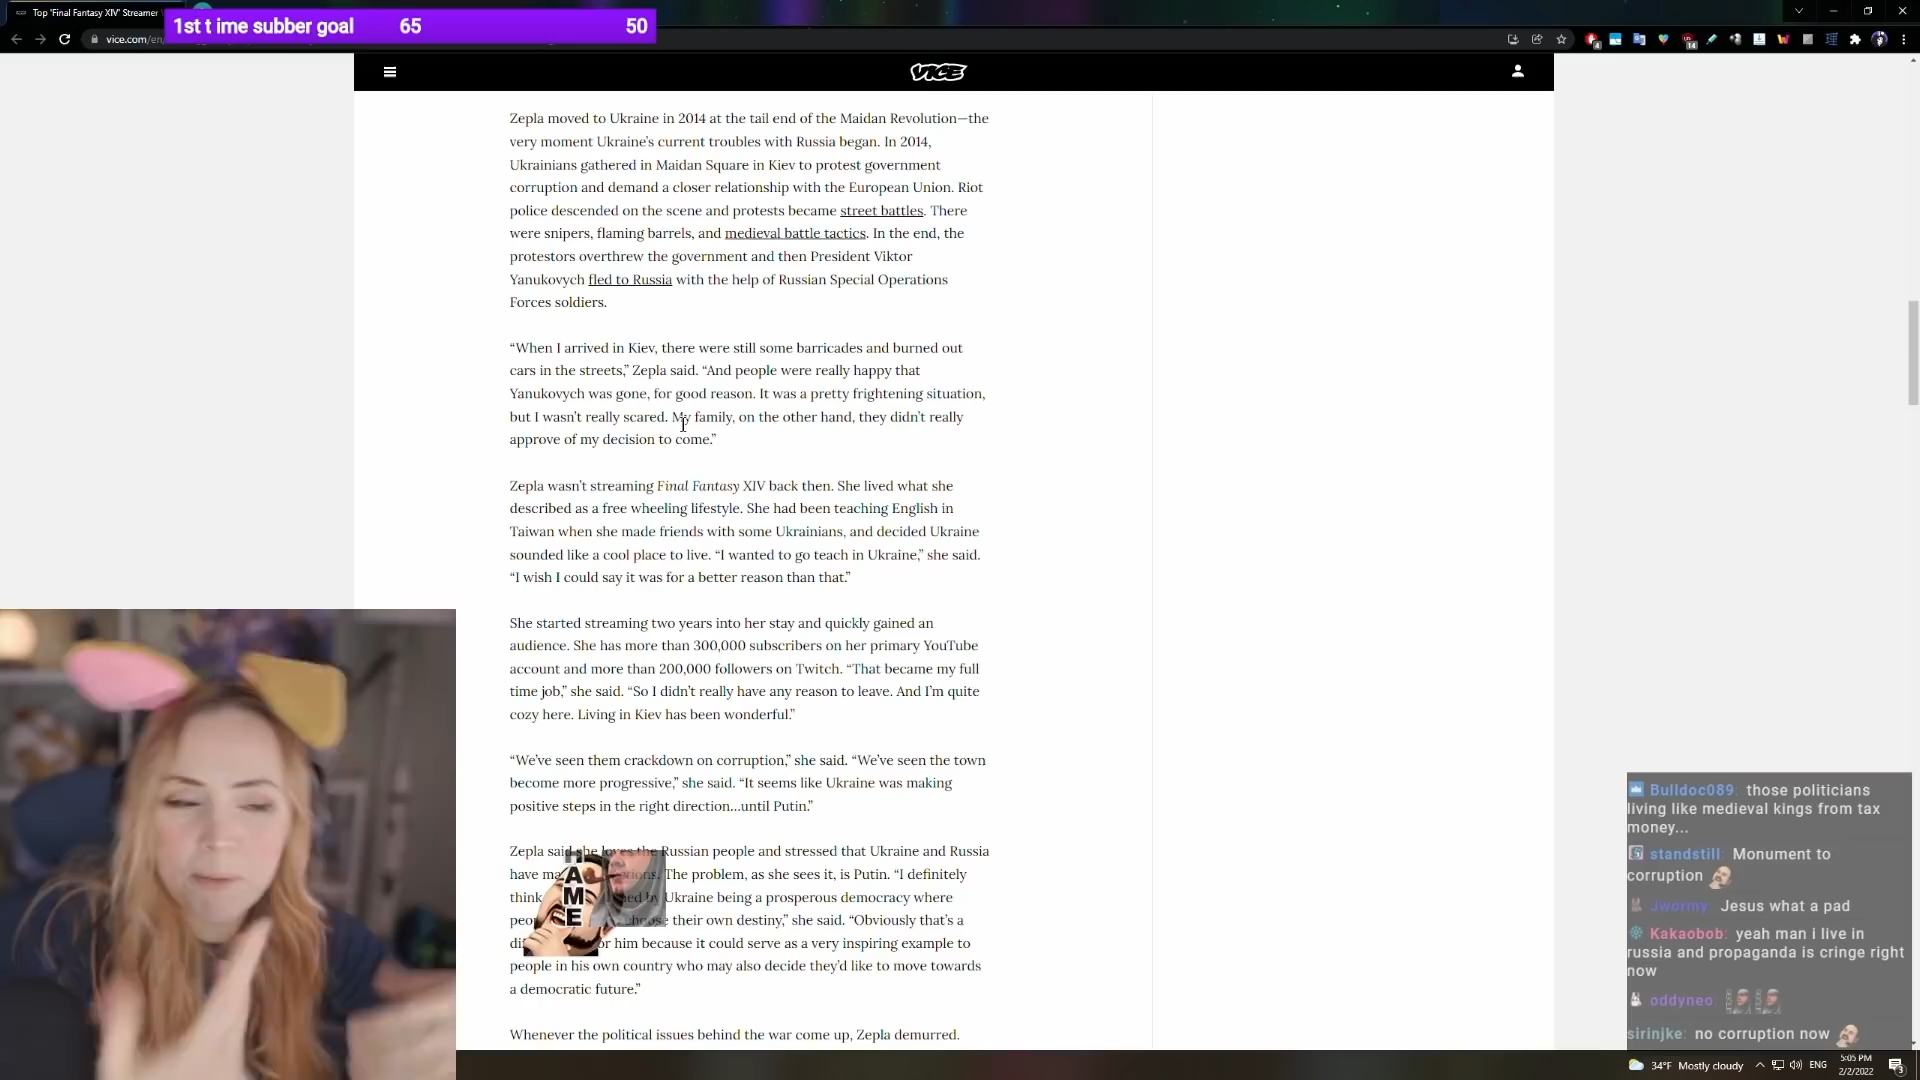 Top 'Final Fantasy XIV' Streamer
1st t ime subber goal 65 50
vice.com/en
VICE
Zepla moved to Ukraine in 2014 at the tail end of the Maidan Revolution—the
very moment Ukraine's current troubles with Russia began. In 2014,
Ukrainians gathered in Maidan Square in Kiev to protest government
corruption and demand a closer relationship with the European Union. Riot
police descended on the scene and protests became street battles. There
were snipers, flaming barrels, and medieval battle tactics. In the end, the
protestors overthrew the government and then President Viktor
Yanukovych fled to Russia with the help of Russian Special Operations
Forces soldiers.
“When I arrived in Kiev, there were still some barricades and burned out
cars in the streets,” Zepla said. “And people were really happy that
Yanukovych was gone, for good reason. It was a pretty frightening situation,
but I wasn't really scared. My family, on the other hand, they didn't really
approve of my decision to come.”
Zepla wasn't streaming Final Fantasy XIV back then. She lived what she
described as a free wheeling lifestyle. She had been teaching English in
Taiwan when she made friends with some Ukrainians, and decided Ukraine
sounded like a cool place to live. “I wanted to go teach in Ukraine,” she said.
“I wish I could say it was for a better reason than that.”
She started streaming two years into her stay and quickly gained an
audience. She has more than 300,000 subscribers on her primary YouTube
account and more than 200,000 followers on Twitch. “That became my full
time job,” she said. “So I didn't really have any reason to leave. And I'm quite
cozy here. Living in Kiev has been wonderful.”
“We've seen them crackdown on corruption,” she said. “We've seen the town
become more progressive,” she said. “It seems like Ukraine was making
positive steps in the right direction...until Putin.”
Zepla said she loves the Russian people and stressed that Ukraine and Russia
have The problem, as she sees it, is Putin. “I definitely
think by Ukraine being a prosperous democracy where
their own destiny,” she said. “Obviously that's a
for him because it could serve as a very inspiring example to
people in his own country who may also decide they'd like to move towards
a democratic future.”
Whenever the political issues behind the war come up, Zepla demurred.
Bulldoc089: those politicians
living like medieval kings from tax
money...
standstill: Monument to
corruption
Jwormy: Jesus what a pad
Kakaobob: yeah man i live in
russia and propaganda is cringe right
now
oddyneo:
sirinjke: no corruption now
34°F Mostly cloudy ENG 5:05 PM
2/2/2022